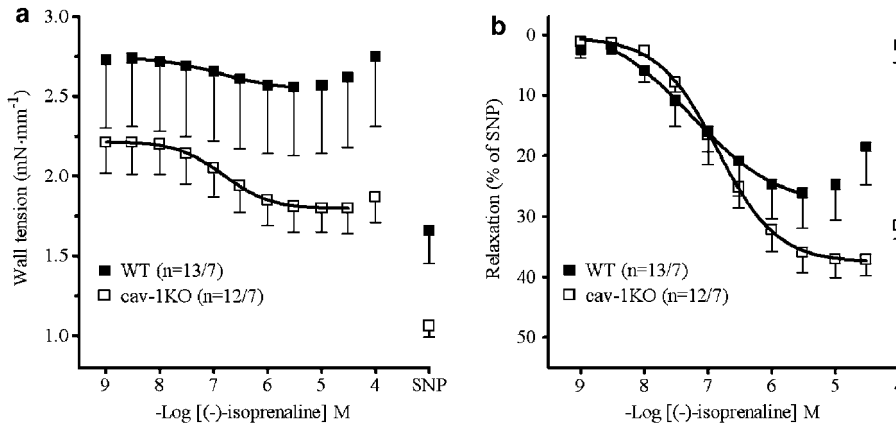 a
3.0
2.5
2.0
1.5
1.0
Wall tension (mN·mm⁻¹)
WT (n=13/7)
cav-1KO (n=12/7)
9 8 7 6 5 4 SNP
-Log [(-)-isoprenaline] M
b
0
10
20
30
40
50
Relaxation (% of SNP)
WT (n=13/7)
cav-1KO (n=12/7)
9 8 7 6 5
-Log [(-)-isoprenaline] M